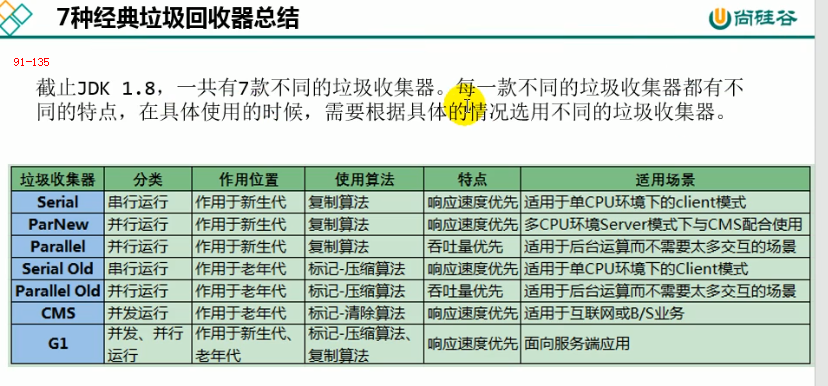 7种经典垃圾回收器总结
尚硅谷
91-135
截止JDK 1.8，一共有7款不同的垃圾收集器。每一款不同的垃圾收集器都有不
同的特点，在具体使用的时候，需要根据具体的情况选用不同的垃圾收集器。
垃圾收集器 分类 作用位置 使用算法 特点 适用场景
Serial 串行运行 作用于新生代 复制算法 响应速度优先 适用于单CPU环境下的client模式
ParNew 并行运行 作用于新生代 复制算法 响应速度优先 多CPU环境Server模式下与CMS配合使用
Parallel 并行运行 作用于新生代 复制算法 吞吐量优先 适用于后台运算而不需要太多交互的场景
Serial Old 串行运行 作用于老年代 标记-压缩算法 响应速度优先 适用于单CPU环境下的Client模式
Parallel Old 并行运行 作用于老年代 标记-压缩算法 吞吐量优先 适用于后台运算而不需要太多交互的场景
CMS 并发运行 作用于老年代 标记-清除算法 响应速度优先 适用于互联网或B/S业务
G1 并发、并行 作用于新生代、 标记-压缩算法、 响应速度优先 面向服务端应用
运行 老年代 复制算法